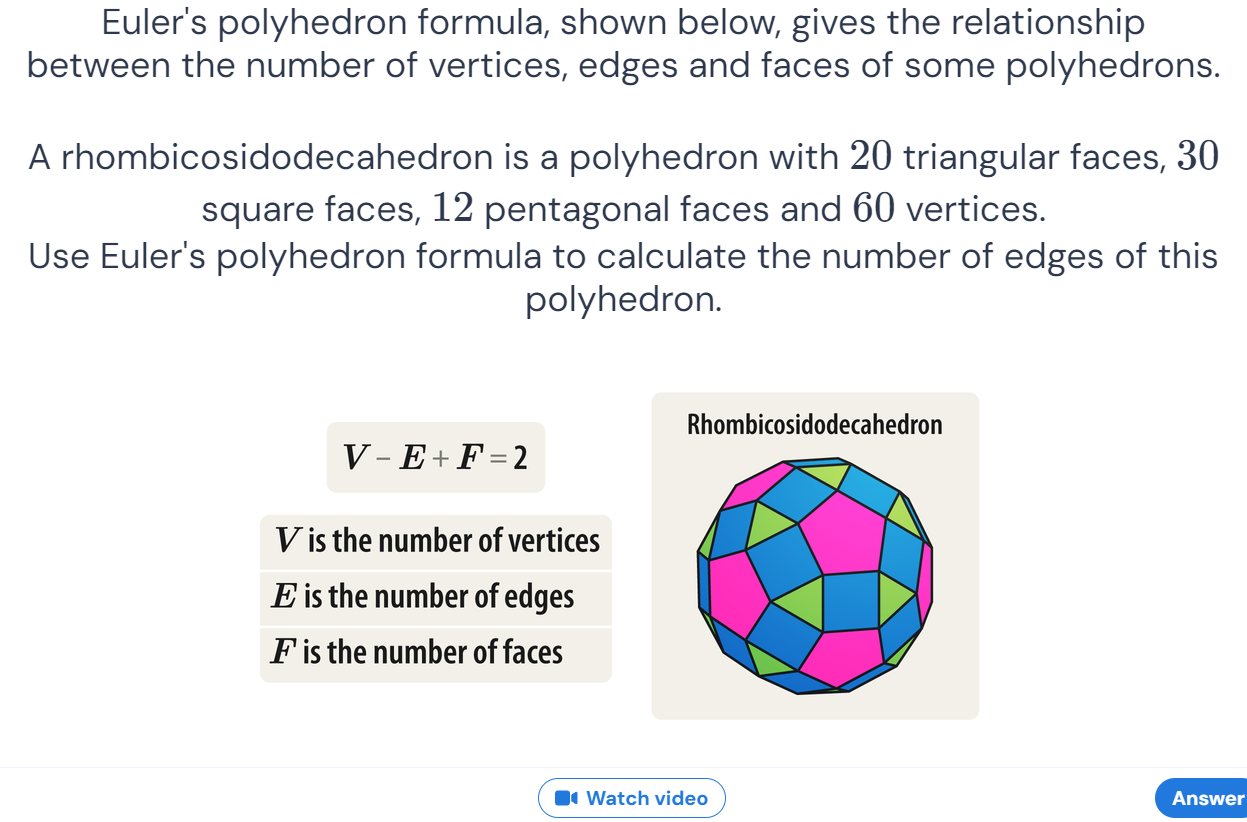 Euler's polyhedron formula, shown below, gives the relationship
between the number of vertices, edges and faces of some polyhedrons.
A rhombicosidodecahedron is a polyhedron with 20 triangular faces, 30
square faces, 12 pentagonal faces and 60 vertices.
Use Euler's polyhedron formula to calculate the number of edges of this
polyhedron.
V − E + F = 2
V is the number of vertices
E is the number of edges
F is the number of faces
Rhombicosidodecahedron
Watch video
Answer